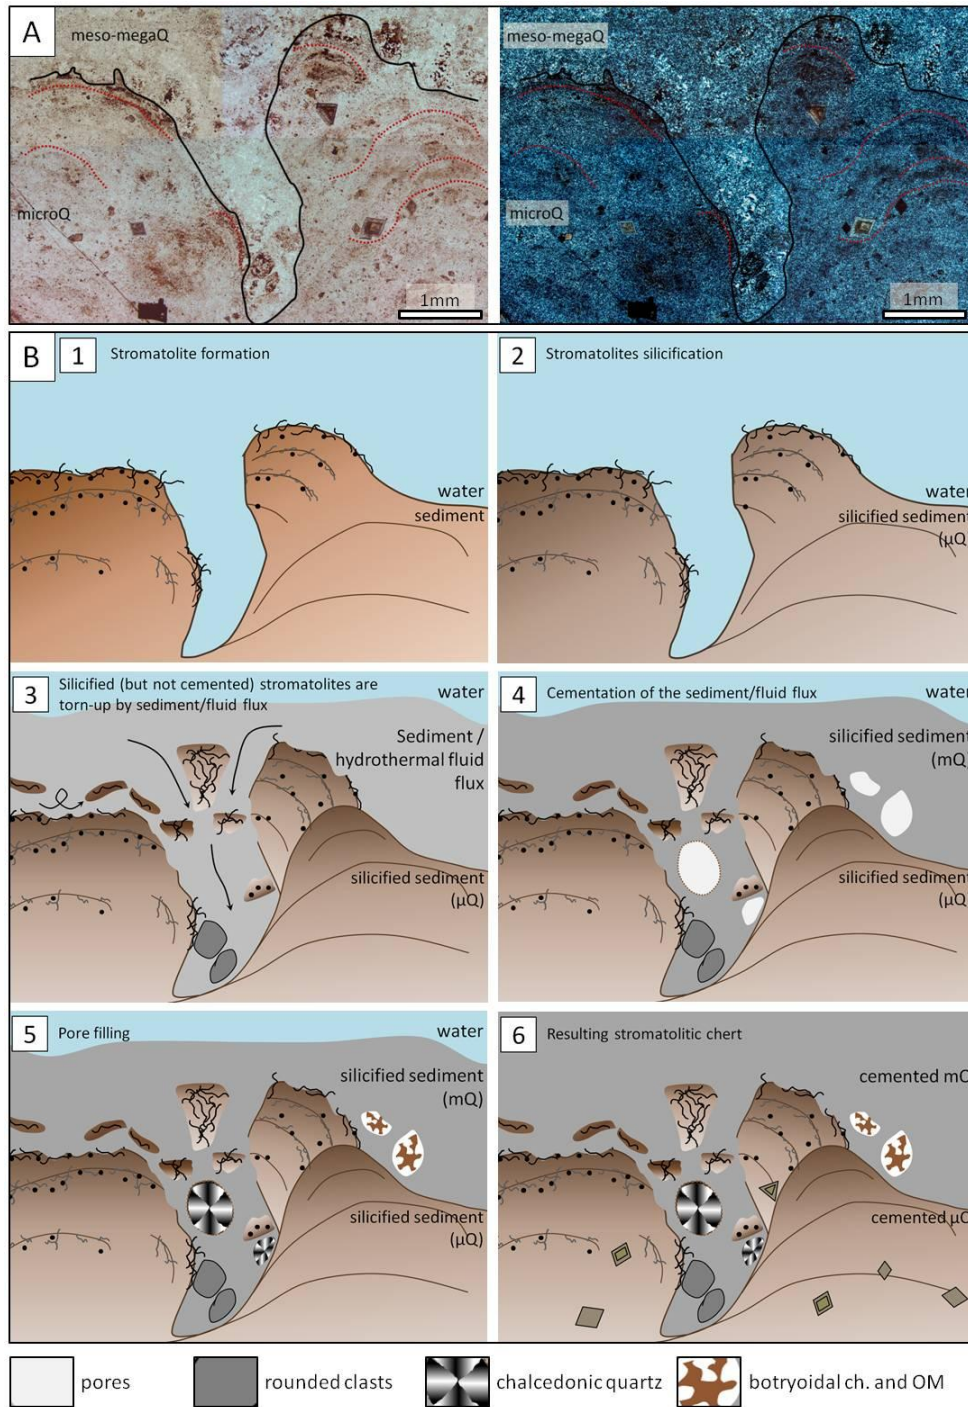 A
meso-megaQ
microQ
1mm
meso-megaQ
microQ
1mm
B
1
Stromatolite formation
water
sediment
2
Stromatolites silicification
water
silicified sediment
(µQ
3
Silicified (but not cemented) stromatolites are
torn-up by sediment/fluid flux
water
Sediment /
hydrothermal fluid
flux
silicified sediment
(µQ)
4
Cementation of the sediment/fluid flux
water
silicified sediment
(mQ)
silicified sediment
(µQ)
5
Pore filling
water
silicified sediment
(mQ)
silicified sediment
(µQ)
6
Resulting stromatolitic chert
cemented mQ
cemented µQ
pores
rounded clasts
chalcedonic quartz
botryoidal ch. and OM